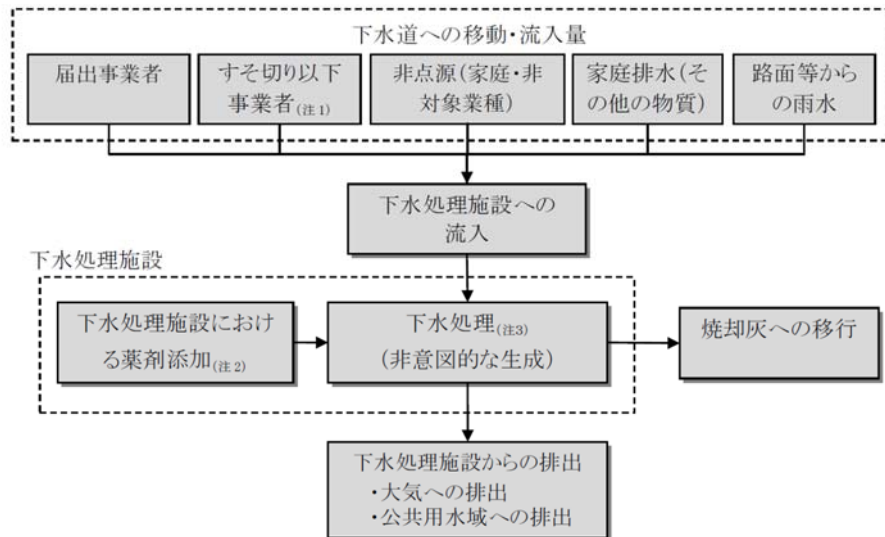 下水道への移動・流入量
届出事業者
すそ切り以下
事業者(注1)
非点源(家庭・非
対象業種)
家庭排水(そ
の他の物質)
路面等から
の雨水
下水処理施設への
流入
下水処理施設
下水処理施設におけ
る薬剤添加(注2)
下水処理(注3)
(非意図的な生成)
焼却灰への移行
下水処理施設からの排出
・大気への排出
・公共用水域への排出